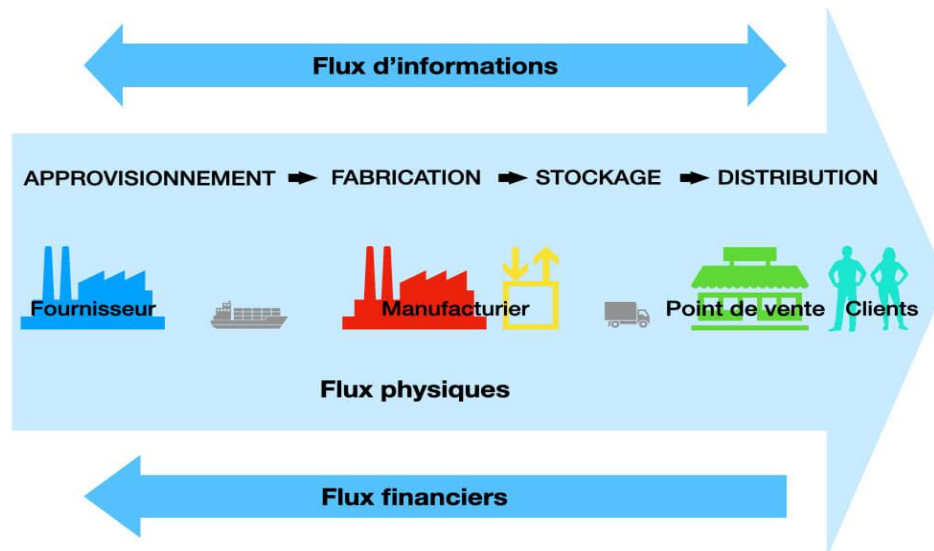 Flux d'informations
APPROVISIONNEMENT ➡ FABRICATION ➡ STOCKAGE ➡ DISTRIBUTION
Fournisseur Manufacturier Point de vente Clients
Flux physiques
Flux financiers